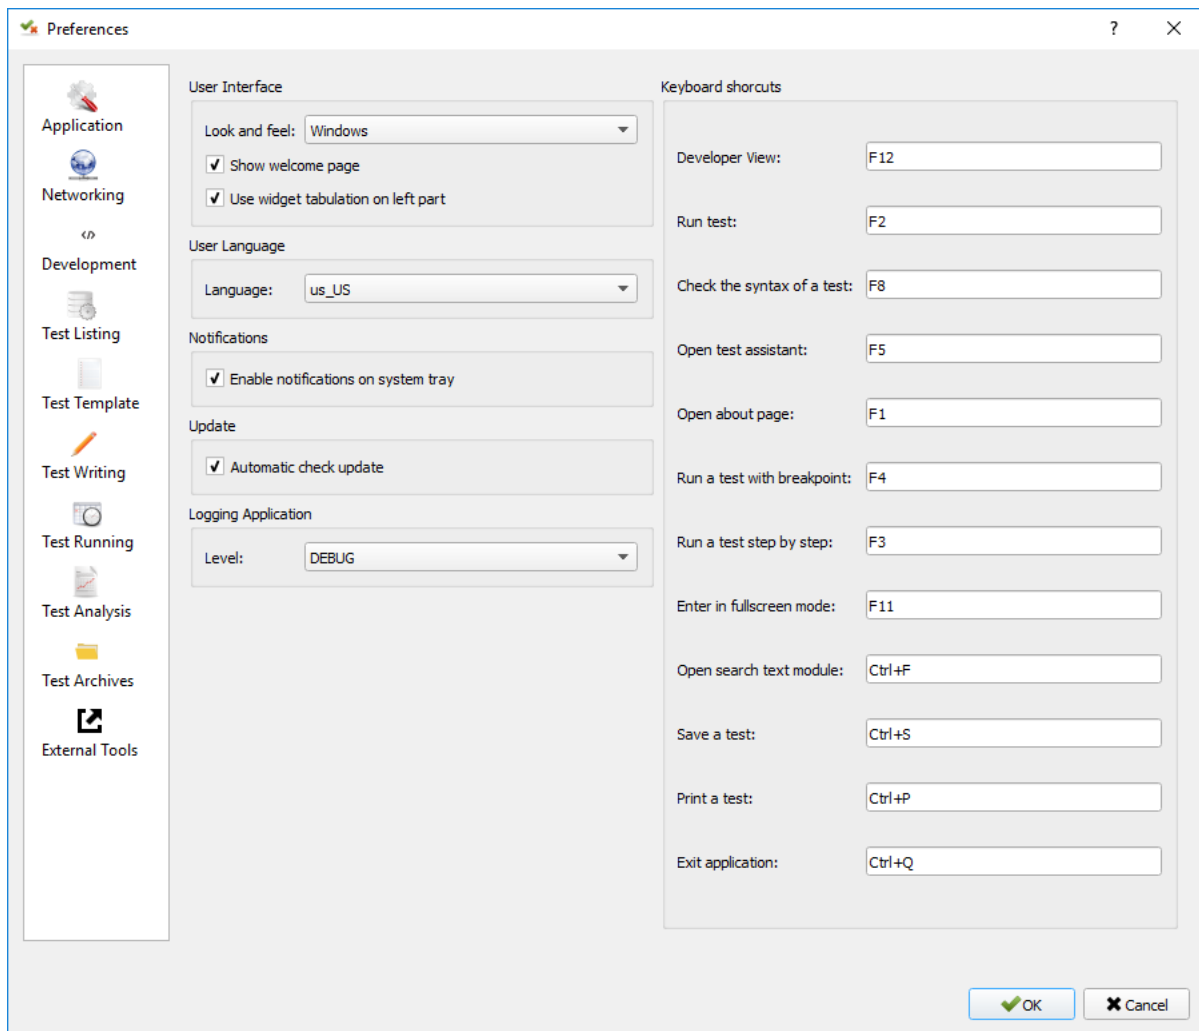 Preferences
?
Application
Networking
Development
Test Listing
Test Template
Test Writing
Test Running
Test Analysis
Test Archives
External Tools
User Interface
Look and feel: Windows
Show welcome page
Use widget tabulation on left part
User Language
Language: us_US
Notifications
Enable notifications on system tray
Update
Automatic check update
Logging Application
Level: DEBUG
Keyboard shorcuts
Developer View: F12
Run test: F2
Check the syntax of a test: F8
Open test assistant: F5
Open about page: F1
Run a test with breakpoint: F4
Run a test step by step: F3
Enter in fullscreen mode: F11
Open search text module: Ctrl+F
Save a test: Ctrl+S
Print a test: Ctrl+P
Exit application: Ctrl+Q
OK
Cancel